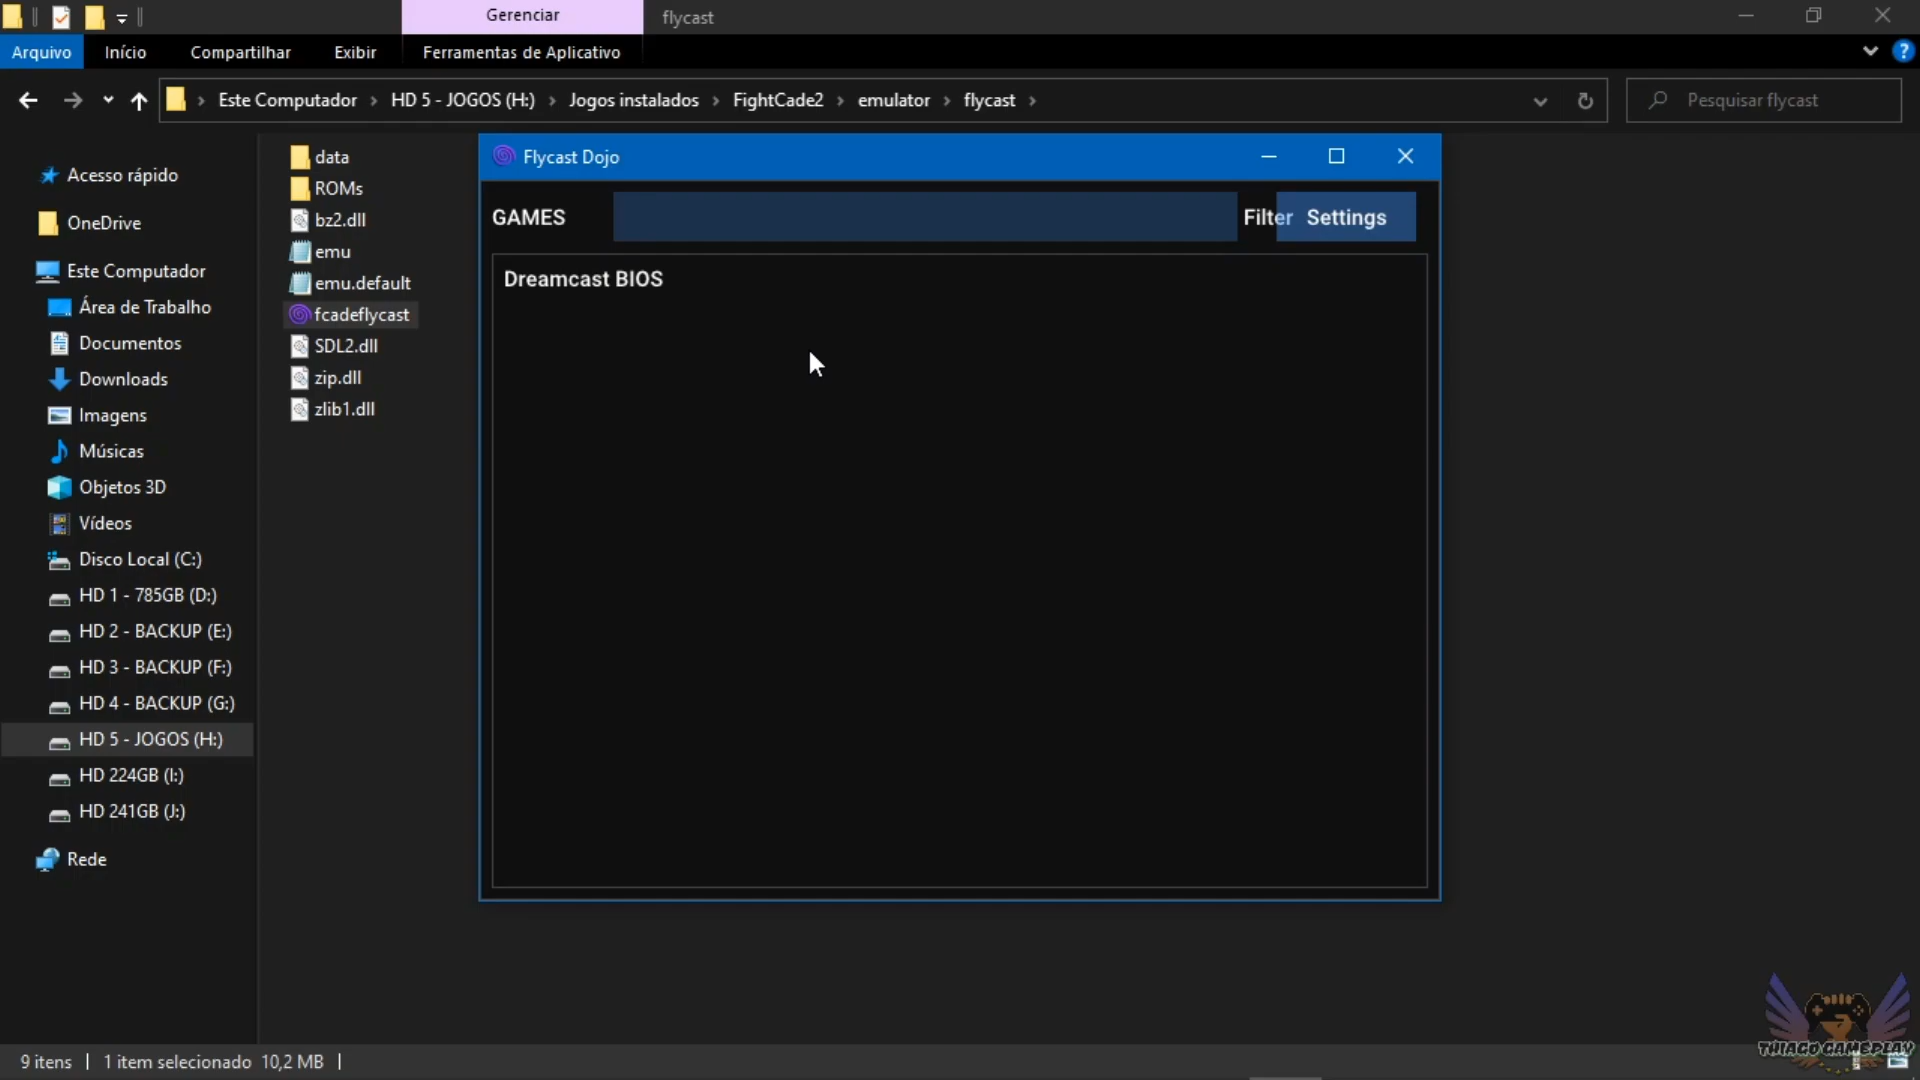 Gerenciar
flycast
Arquivo
Início
Compartilhar
Exibir
Ferramentas de Aplicativo
?
Este Computador > HD 5 - JOGOS (H:) > Jogos instalados > FightCade2 > emulator > flycast >
Pesquisar flycast
Acesso rápido
OneDrive
Este Computador
Área de Trabalho
Documentos
Downloads
Imagens
Músicas
Objetos 3D
Vídeos
Disco Local (C:)
HD 1 - 785GB (D:)
HD 2 - BACKUP (E:)
HD 3 - BACKUP (F:)
HD 4 - BACKUP (G:)
HD 5 - JOGOS (H:)
HD 224GB (I:)
HD 241GB (J:)
Rede
data
ROMs
bz2.dll
emu
emu.default
fcadeflycast
SDL2.dll
zip.dll
zlib1.dll
Flycast Dojo
GAMES
Filter
Settings
Dreamcast BIOS
9 itens
1 item selecionado 10,2 MB
THIAGO GAMEPLAY